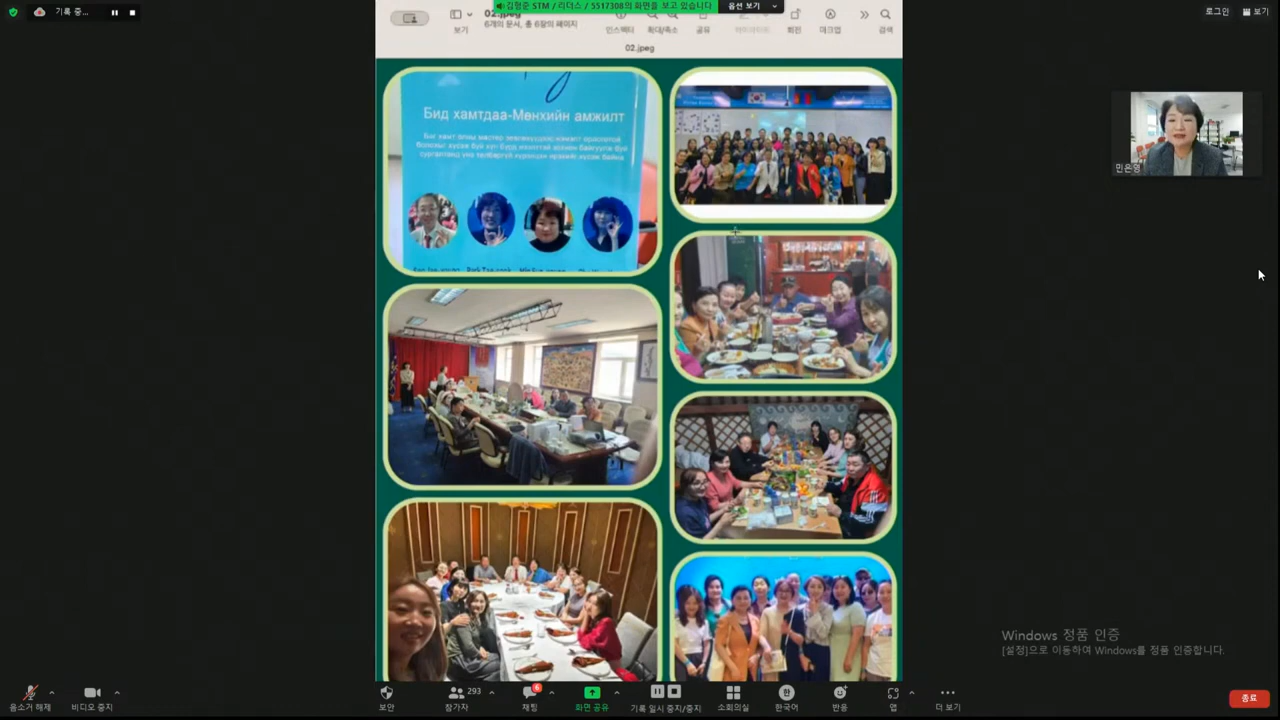 기록 중...
02.jpeg
6개의 문서, 총 6장의 페이지
김형준 STM / 리더스 / 5517308의 화면을 보고 있습니다
옵션 보기
로그인
보기
보기
인스펙터
확대/축소
공유
하이라이트
회전
마크업
검색
02.jpeg
Бид хамтдаа-Мөнхийн амжилт
민은영
Windows 정품 인증
[설정]으로 이동하여 Windows를 정품 인증합니다.
음소거 해제
비디오 중지
보안
293
참가자
6
채팅
화면 공유
기록 일시 중지/중지
소회의실
한국어
반응
앱
더 보기
종료